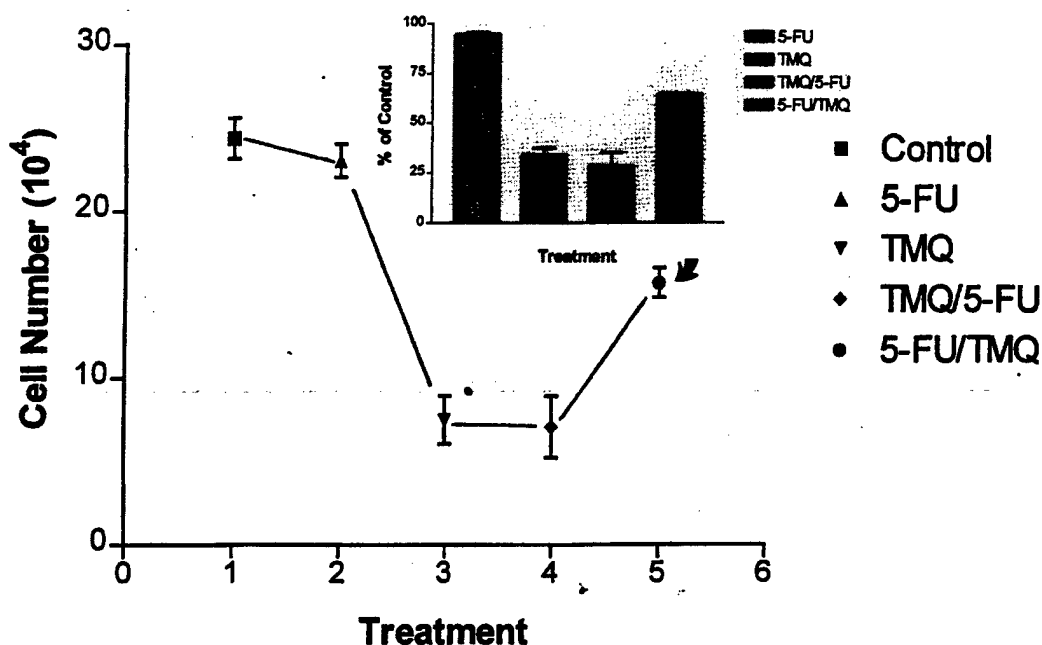 100
75
50
25
0
% of Control
Treatment
5-FU
TMQ
TMQ/5-FU
5-FU/TMQ
30
20
10
0
Cell Number (10⁴)
0 1 2 3 4 5 6
Treatment
Control
5-FU
TMQ
TMQ/5-FU
5-FU/TMQ